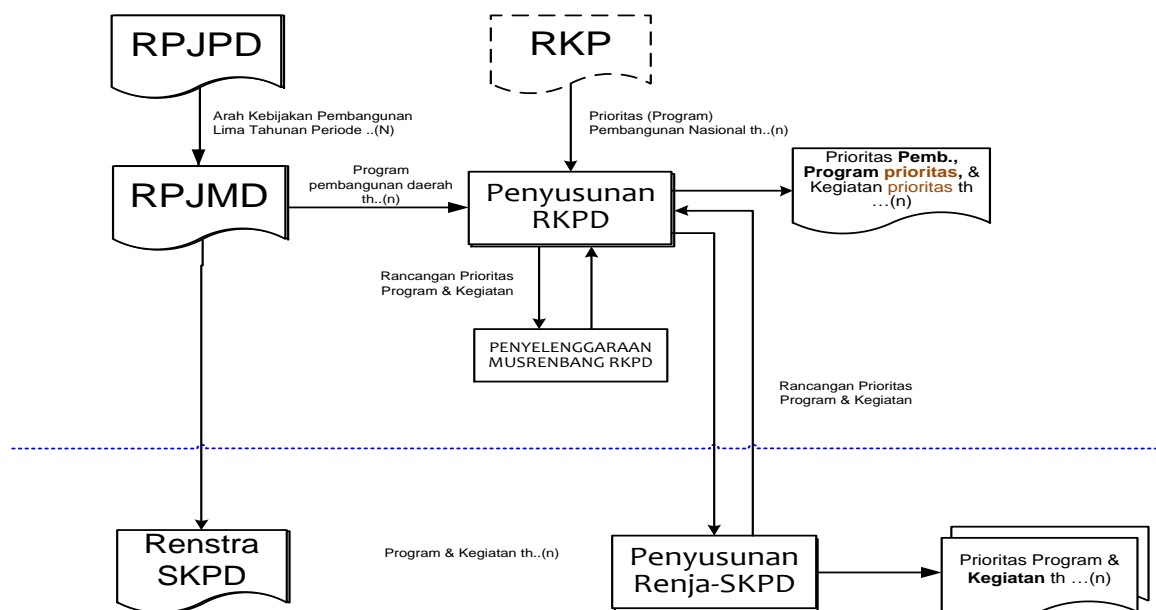 RPJPD
RKP
Arah Kebijakan Pembangunan
Lima Tahunan Periode ..(N)
Prioritas (Program)
Pembangunan Nasional th..(n)
RPJMD
Program
pembangunan daerah
th..(n)
Penyusunan
RKPD
Prioritas Pemb.,
Program prioritas, &
Kegiatan prioritas th
...(n)
Rancangan Prioritas
Program & Kegiatan
PENYELENGGARAAN
MUSRENBANG RKPD
Rancangan Prioritas
Program & Kegiatan
Renstra
SKPD
Program & Kegiatan th..(n)
Penyusunan
Renja-SKPD
Prioritas Program &
Kegiatan th ...(n)